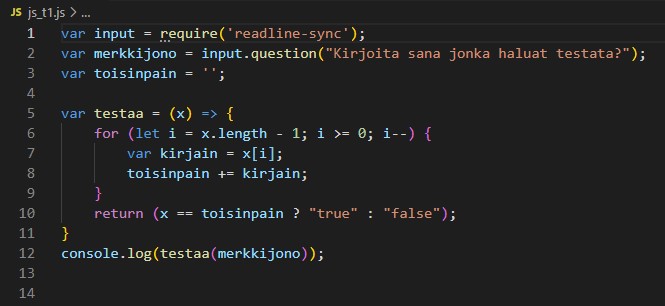 JS js_t1.js > ...
1 var input = require('readline-sync');
2 var merkkijono = input.question("Kirjoita sana jonka haluat testata?");
3 var toisinpain = '';
4
5 var testaa = (x) => {
6     for (let i = x.length - 1; i >= 0; i--) {
7         var kirjain = x[i];
8         toisinpain += kirjain;
9     }
10     return (x == toisinpain ? "true" : "false");
11 }
12 console.log(testaa(merkkijono));
13
14